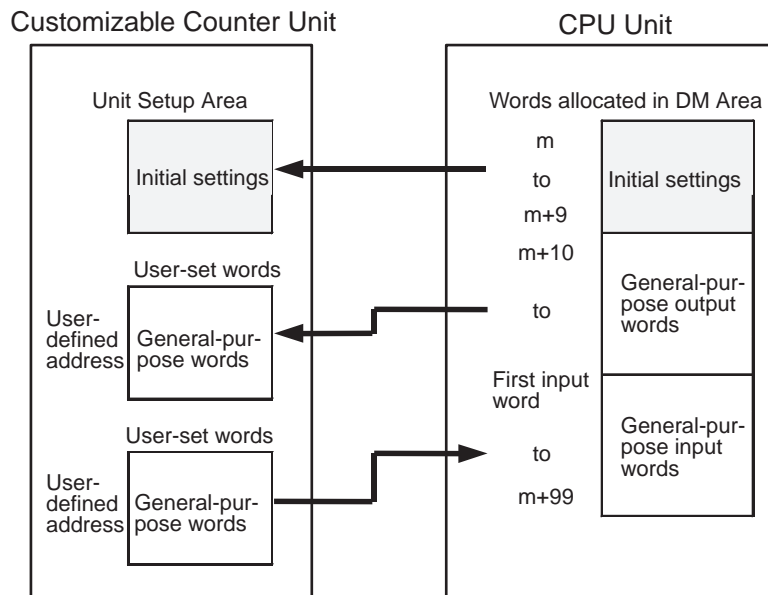 Customizable Counter Unit
CPU Unit
Unit Setup Area
Initial settings
User-set words
User-
defined
address
General-pur-
pose words
User-set words
User-
defined
address
General-pur-
pose words
Words allocated in DM Area
m
to
m+9
m+10
to
First input
word
to
m+99
Initial settings
General-pur-
pose output
words
General-pur-
pose input
words